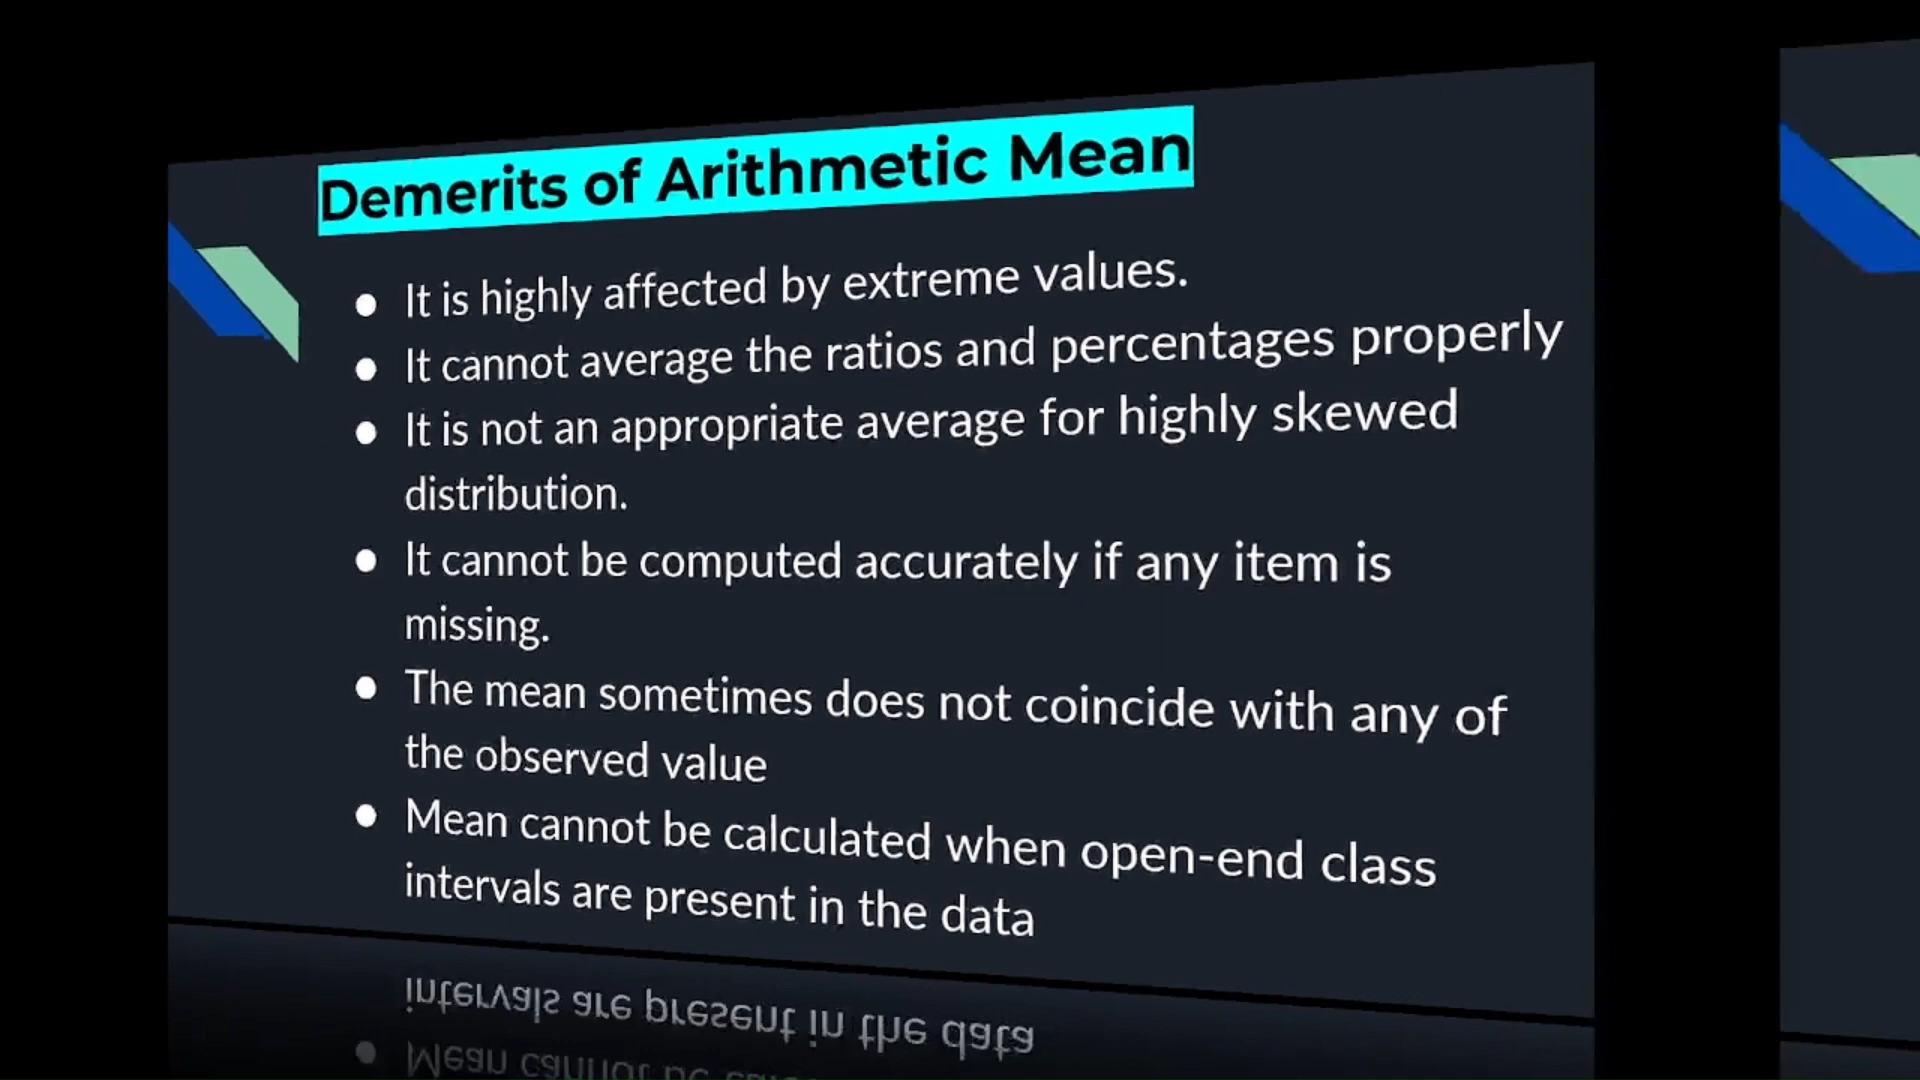 Demerits of Arithmetic Mean
● It is highly affected by extreme values.
● It cannot average the ratios and percentages properly
● It is not an appropriate average for highly skewed
distribution.
● It cannot be computed accurately if any item is
missing.
● The mean sometimes does not coincide with any of
the observed value
● Mean cannot be calculated when open-end class
intervals are present in the data